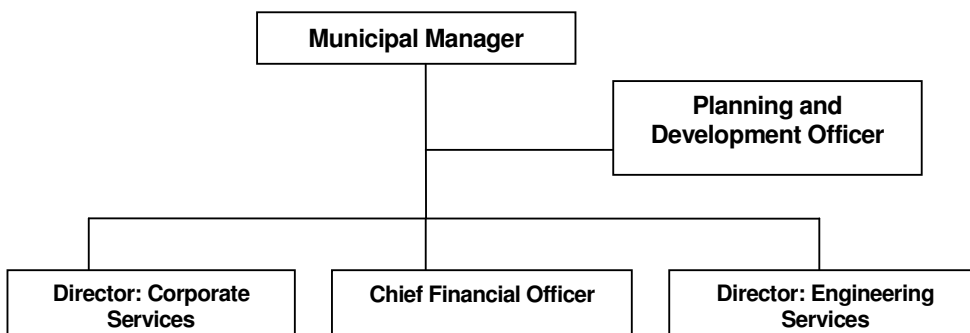 Municipal Manager
Planning and
Development Officer
Director: Corporate
Services
Chief Financial Officer
Director: Engineering
Services